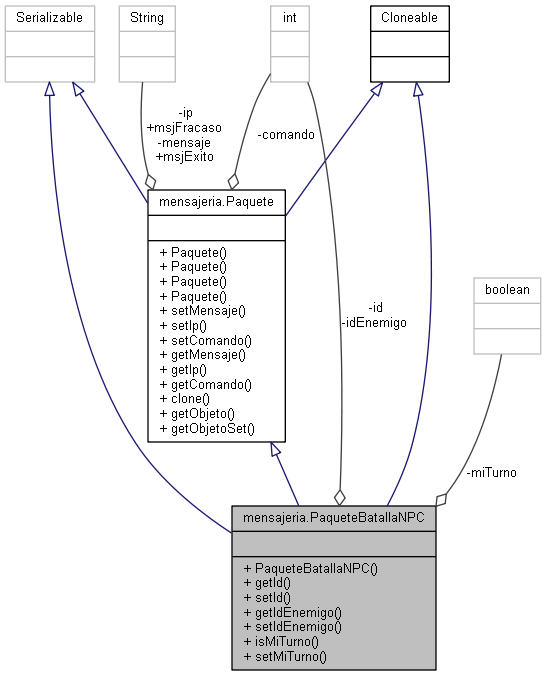 Serializable
String
int
Cloneable
-ip
+msjFracaso
-mensaje
+msjExito
-comando
mensajeria.Paquete
+ Paquete()
+ Paquete()
+ Paquete()
+ Paquete()
+ setMensaje()
+ setIp()
+ setComando()
+ getMensaje()
+ getIp()
+ getComando()
+ clone()
+ getObjeto()
+ getObjetoSet()
boolean
-id
-idEnemigo
-miTurno
mensajeria.PaqueteBatallaNPC
+ PaqueteBatallaNPC()
+ getId()
+ setId()
+ getIdEnemigo()
+ setIdEnemigo()
+ isMiTurno()
+ setMiTurno()